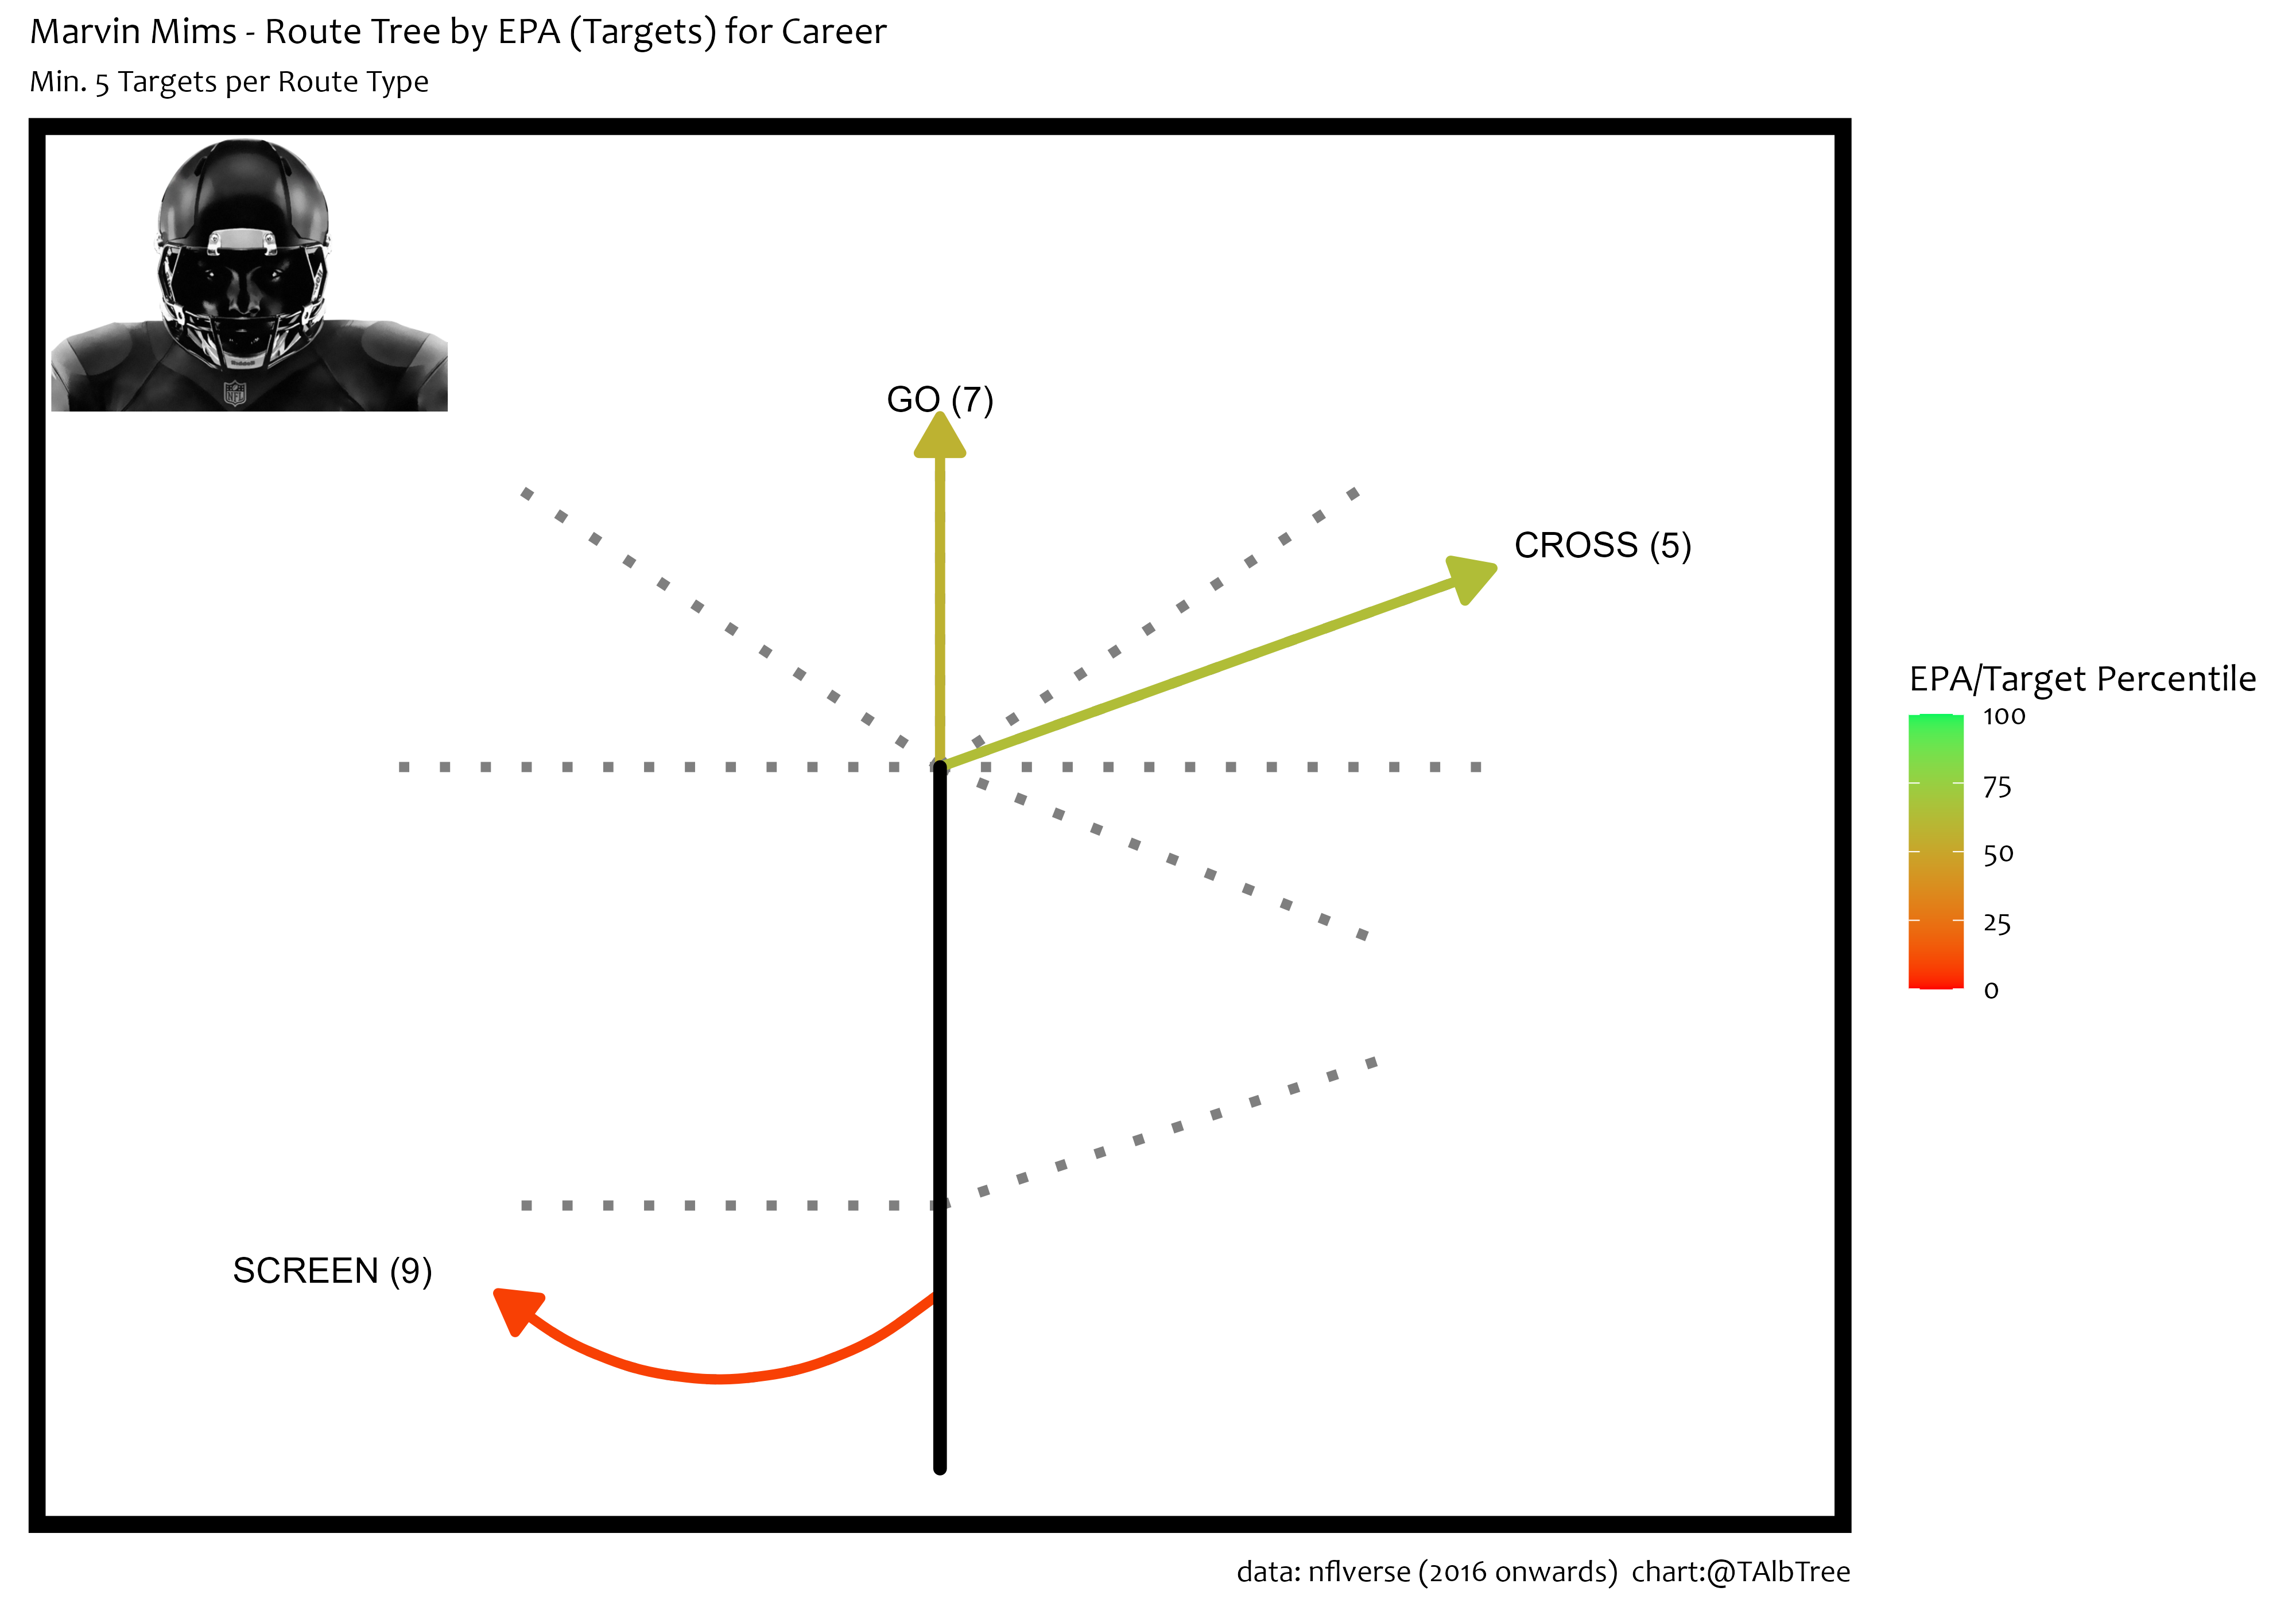 Marvin Mims - Route Tree by EPA (Targets) for Career
Min. 5 Targets per Route Type
NFL
GO (7)
CROSS (5)
SCREEN (9)
EPA/Target Percentile
100
75
50
25
0
data: nflverse (2016 onwards)  chart:@TAlbTree